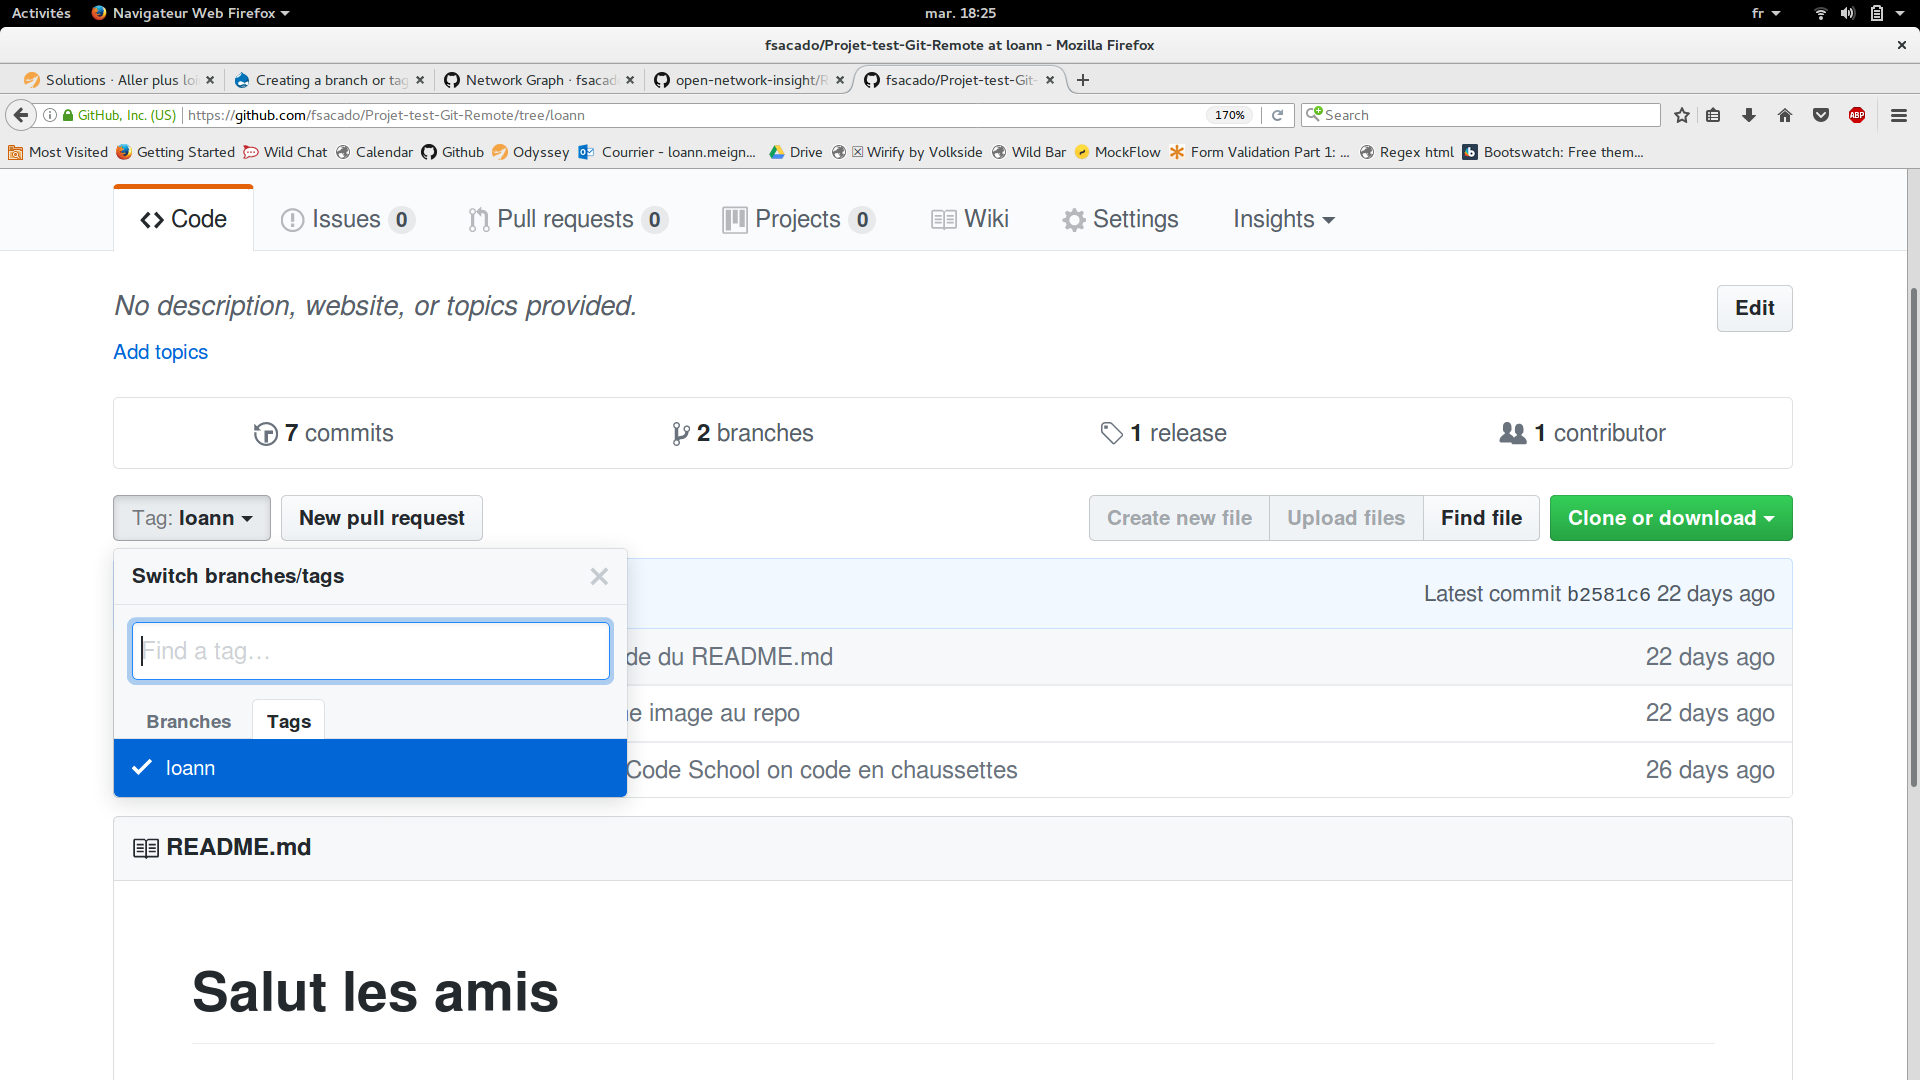 Activités Navigateur Web Firefox mar. 18:25 fr
fsacado/Projet-test-Git-Remote at loann - Mozilla Firefox
Solutions · Aller plus loi Creating a branch or tag Network Graph · fsacad open-network-insight/R fsacado/Projet-test-Git-
GitHub, Inc. (US) https://github.com/fsacado/Projet-test-Git-Remote/tree/loann 170% Search ABP
Most Visited Getting Started Wild Chat Calendar Github Odyssey Courrier - loann.meign... Drive Wirify by Volkside Wild Bar MockFlow Form Validation Part 1: ... Regex html Bootswatch: Free them...
Code Issues 0 Pull requests 0 Projects 0 Wiki Settings Insights
No description, website, or topics provided. Edit
Add topics
7 commits 2 branches 1 release 1 contributor
Tag: loann New pull request Create new file Upload files Find file Clone or download
Switch branches/tags
Latest commit b2581c6 22 days ago
Find a tag...
de du README.md 22 days ago
Branches Tags
e image au repo 22 days ago
loann
Code School on code en chaussettes 26 days ago
README.md
Salut les amis